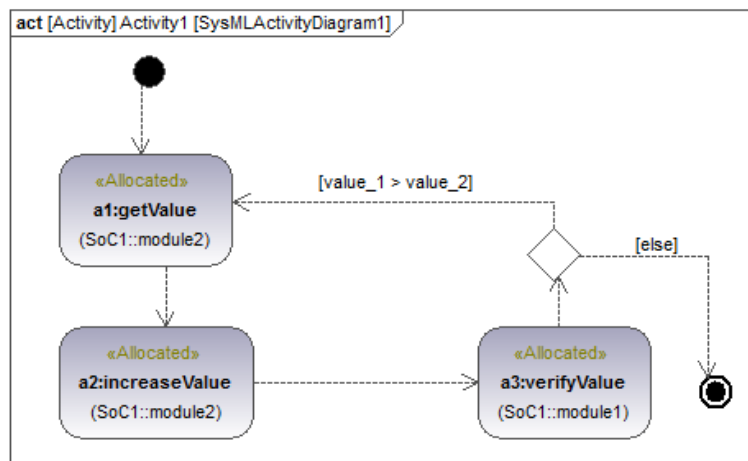 act [Activity] Activity1 [SysMLActivityDiagram1]
«Allocated»
a1:getValue
(SoC1::module2)
[value_1 > value_2]
[else]
«Allocated»
a2:increaseValue
(SoC1::module2)
«Allocated»
a3:verifyValue
(SoC1::module1)